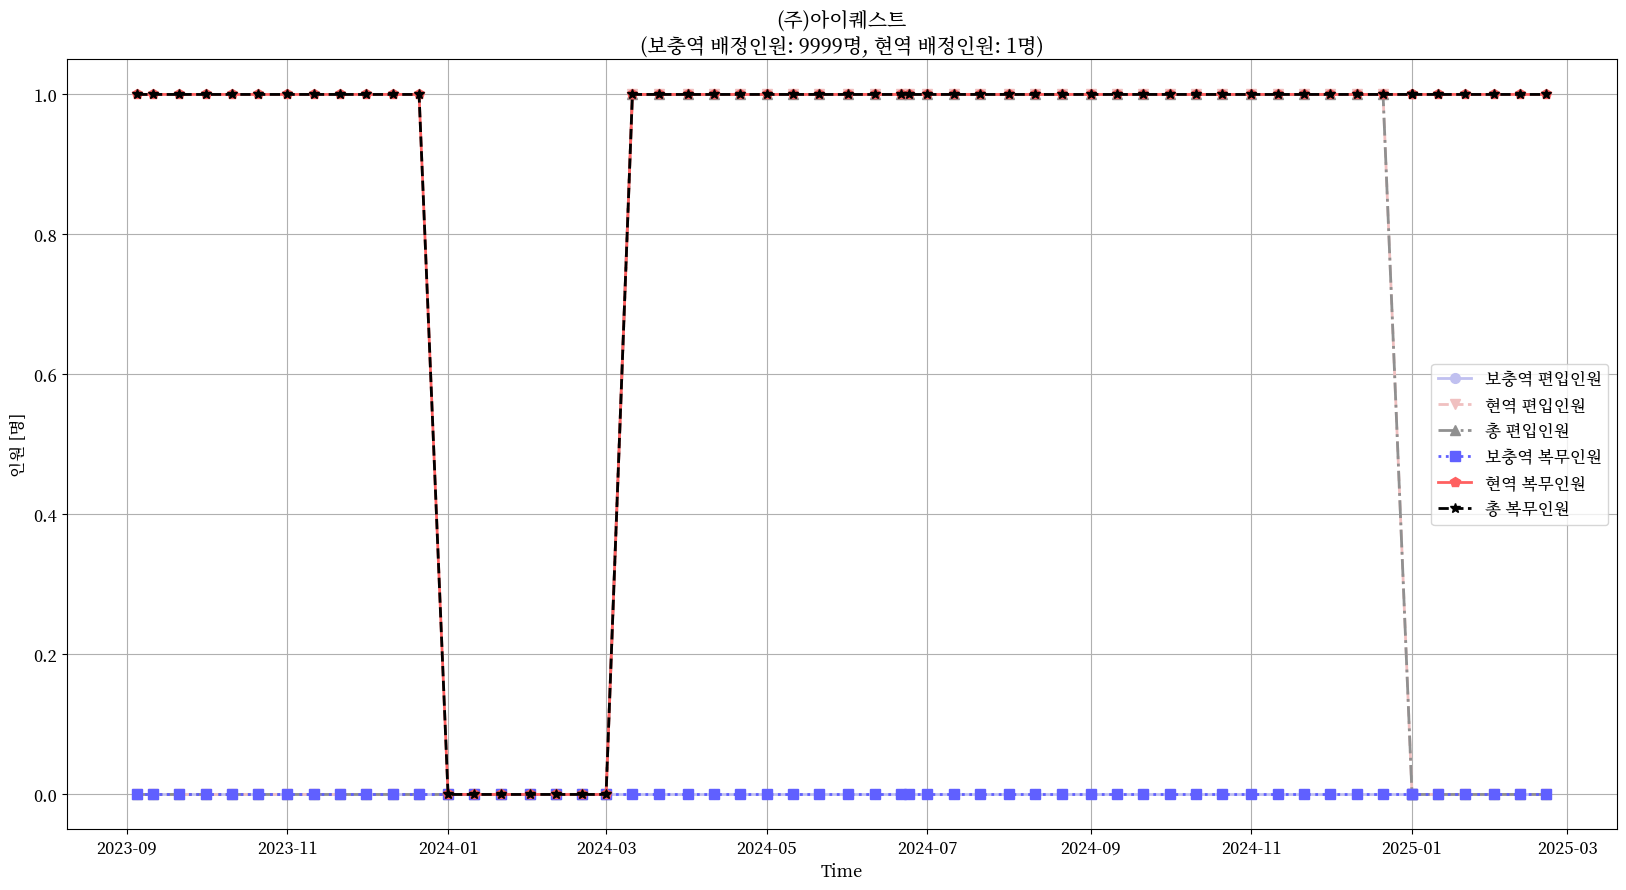 (주)아이퀘스트
(보충역 배정인원: 9999명, 현역 배정인원: 1명)
인원 [명]
1.0
0.8
0.6
0.4
0.2
0.0
보충역 편입인원
현역 편입인원
총 편입인원
보충역 복무인원
현역 복무인원
총 복무인원
2023-09 2023-11 2024-01 2024-03 2024-05 2024-07 2024-09 2024-11 2025-01 2025-03
Time